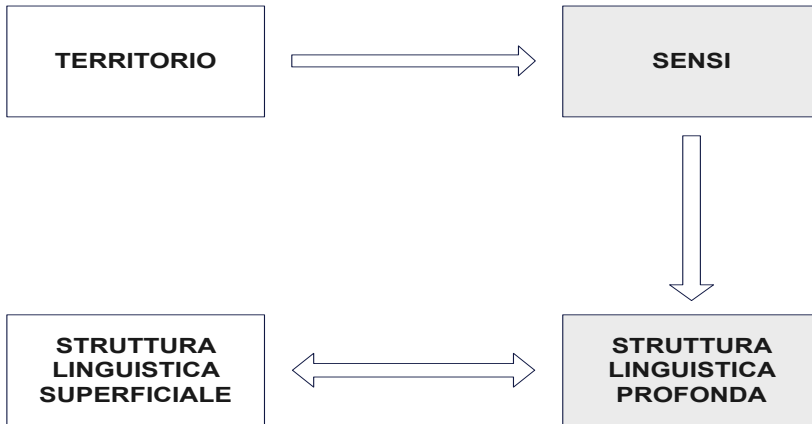 TERRITORIO
SENSI
STRUTTURA
LINGUISTICA
SUPERFICIALE
STRUTTURA
LINGUISTICA
PROFONDA